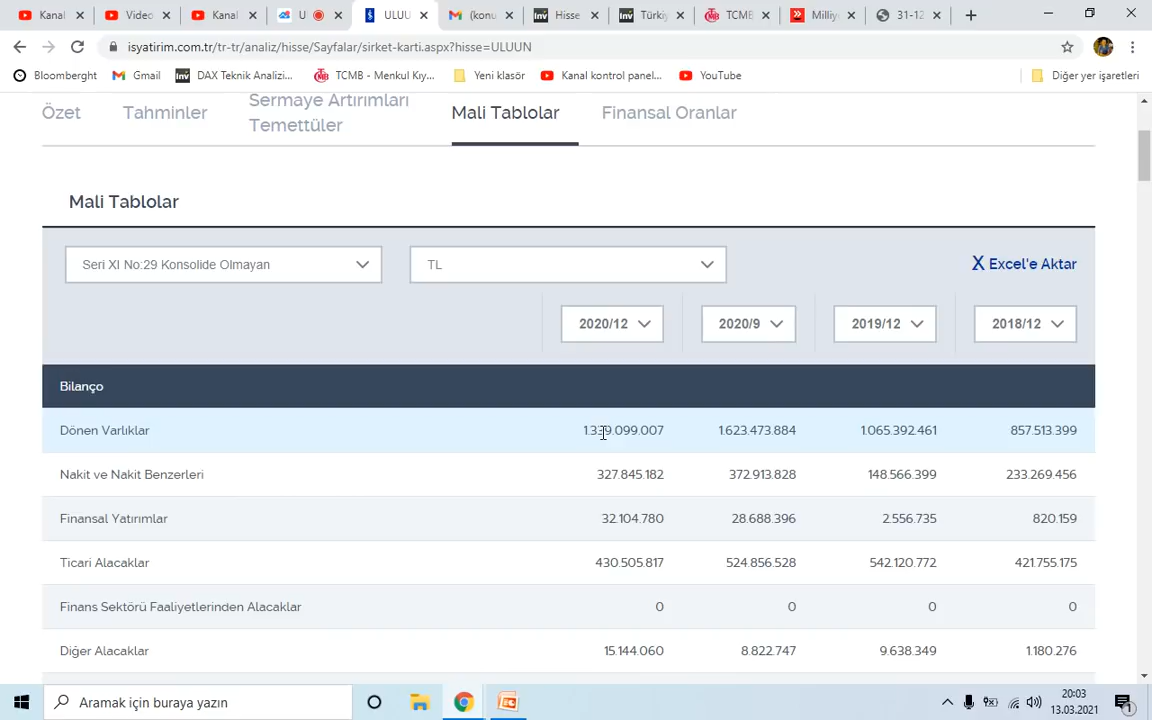 Kanal
Video
Kanal
U
ULUU
(konu
Hisse
Türkiy
TCMB
Milliy
31-12
isyatirim.com.tr/tr-tr/analiz/hisse/Sayfalar/sirket-karti.aspx?hisse=ULUUN
Bloomberght
Gmail
DAX Teknik Analizi...
TCMB - Menkul Kıy...
Yeni klasör
Kanal kontrol panel...
YouTube
Diğer yer işaretleri
Özet
Tahminler
Sermaye Artırımları
Temettüler
Mali Tablolar
Finansal Oranlar
Mali Tablolar
Seri XI No:29 Konsolide Olmayan
TL
X Excel'e Aktar
2020/12 2020/9 2019/12 2018/12
Bilanço
Dönen Varlıklar 1.339.099.007 1.623.473.884 1.065.392.461 857.513.399
Nakit ve Nakit Benzerleri 327.845.182 372.913.828 148.566.399 233.269.456
Finansal Yatırımlar 32.104.780 28.688.396 2.556.735 820.159
Ticari Alacaklar 430.505.817 524.856.528 542.120.772 421.755.175
Finans Sektörü Faaliyetlerinden Alacaklar 0 0 0 0
Diğer Alacaklar 15.144.060 8.822.747 9.638.349 1.180.276
Aramak için buraya yazın
20:03
13.03.2021
1